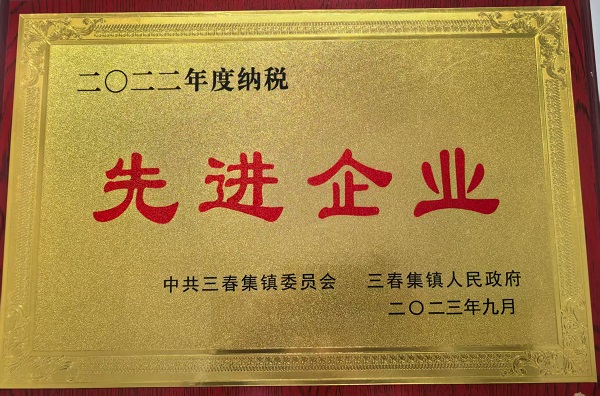 二〇二二年度纳税
先进企业
中共三春集镇委员会 三春集镇人民政府
二〇二三年九月